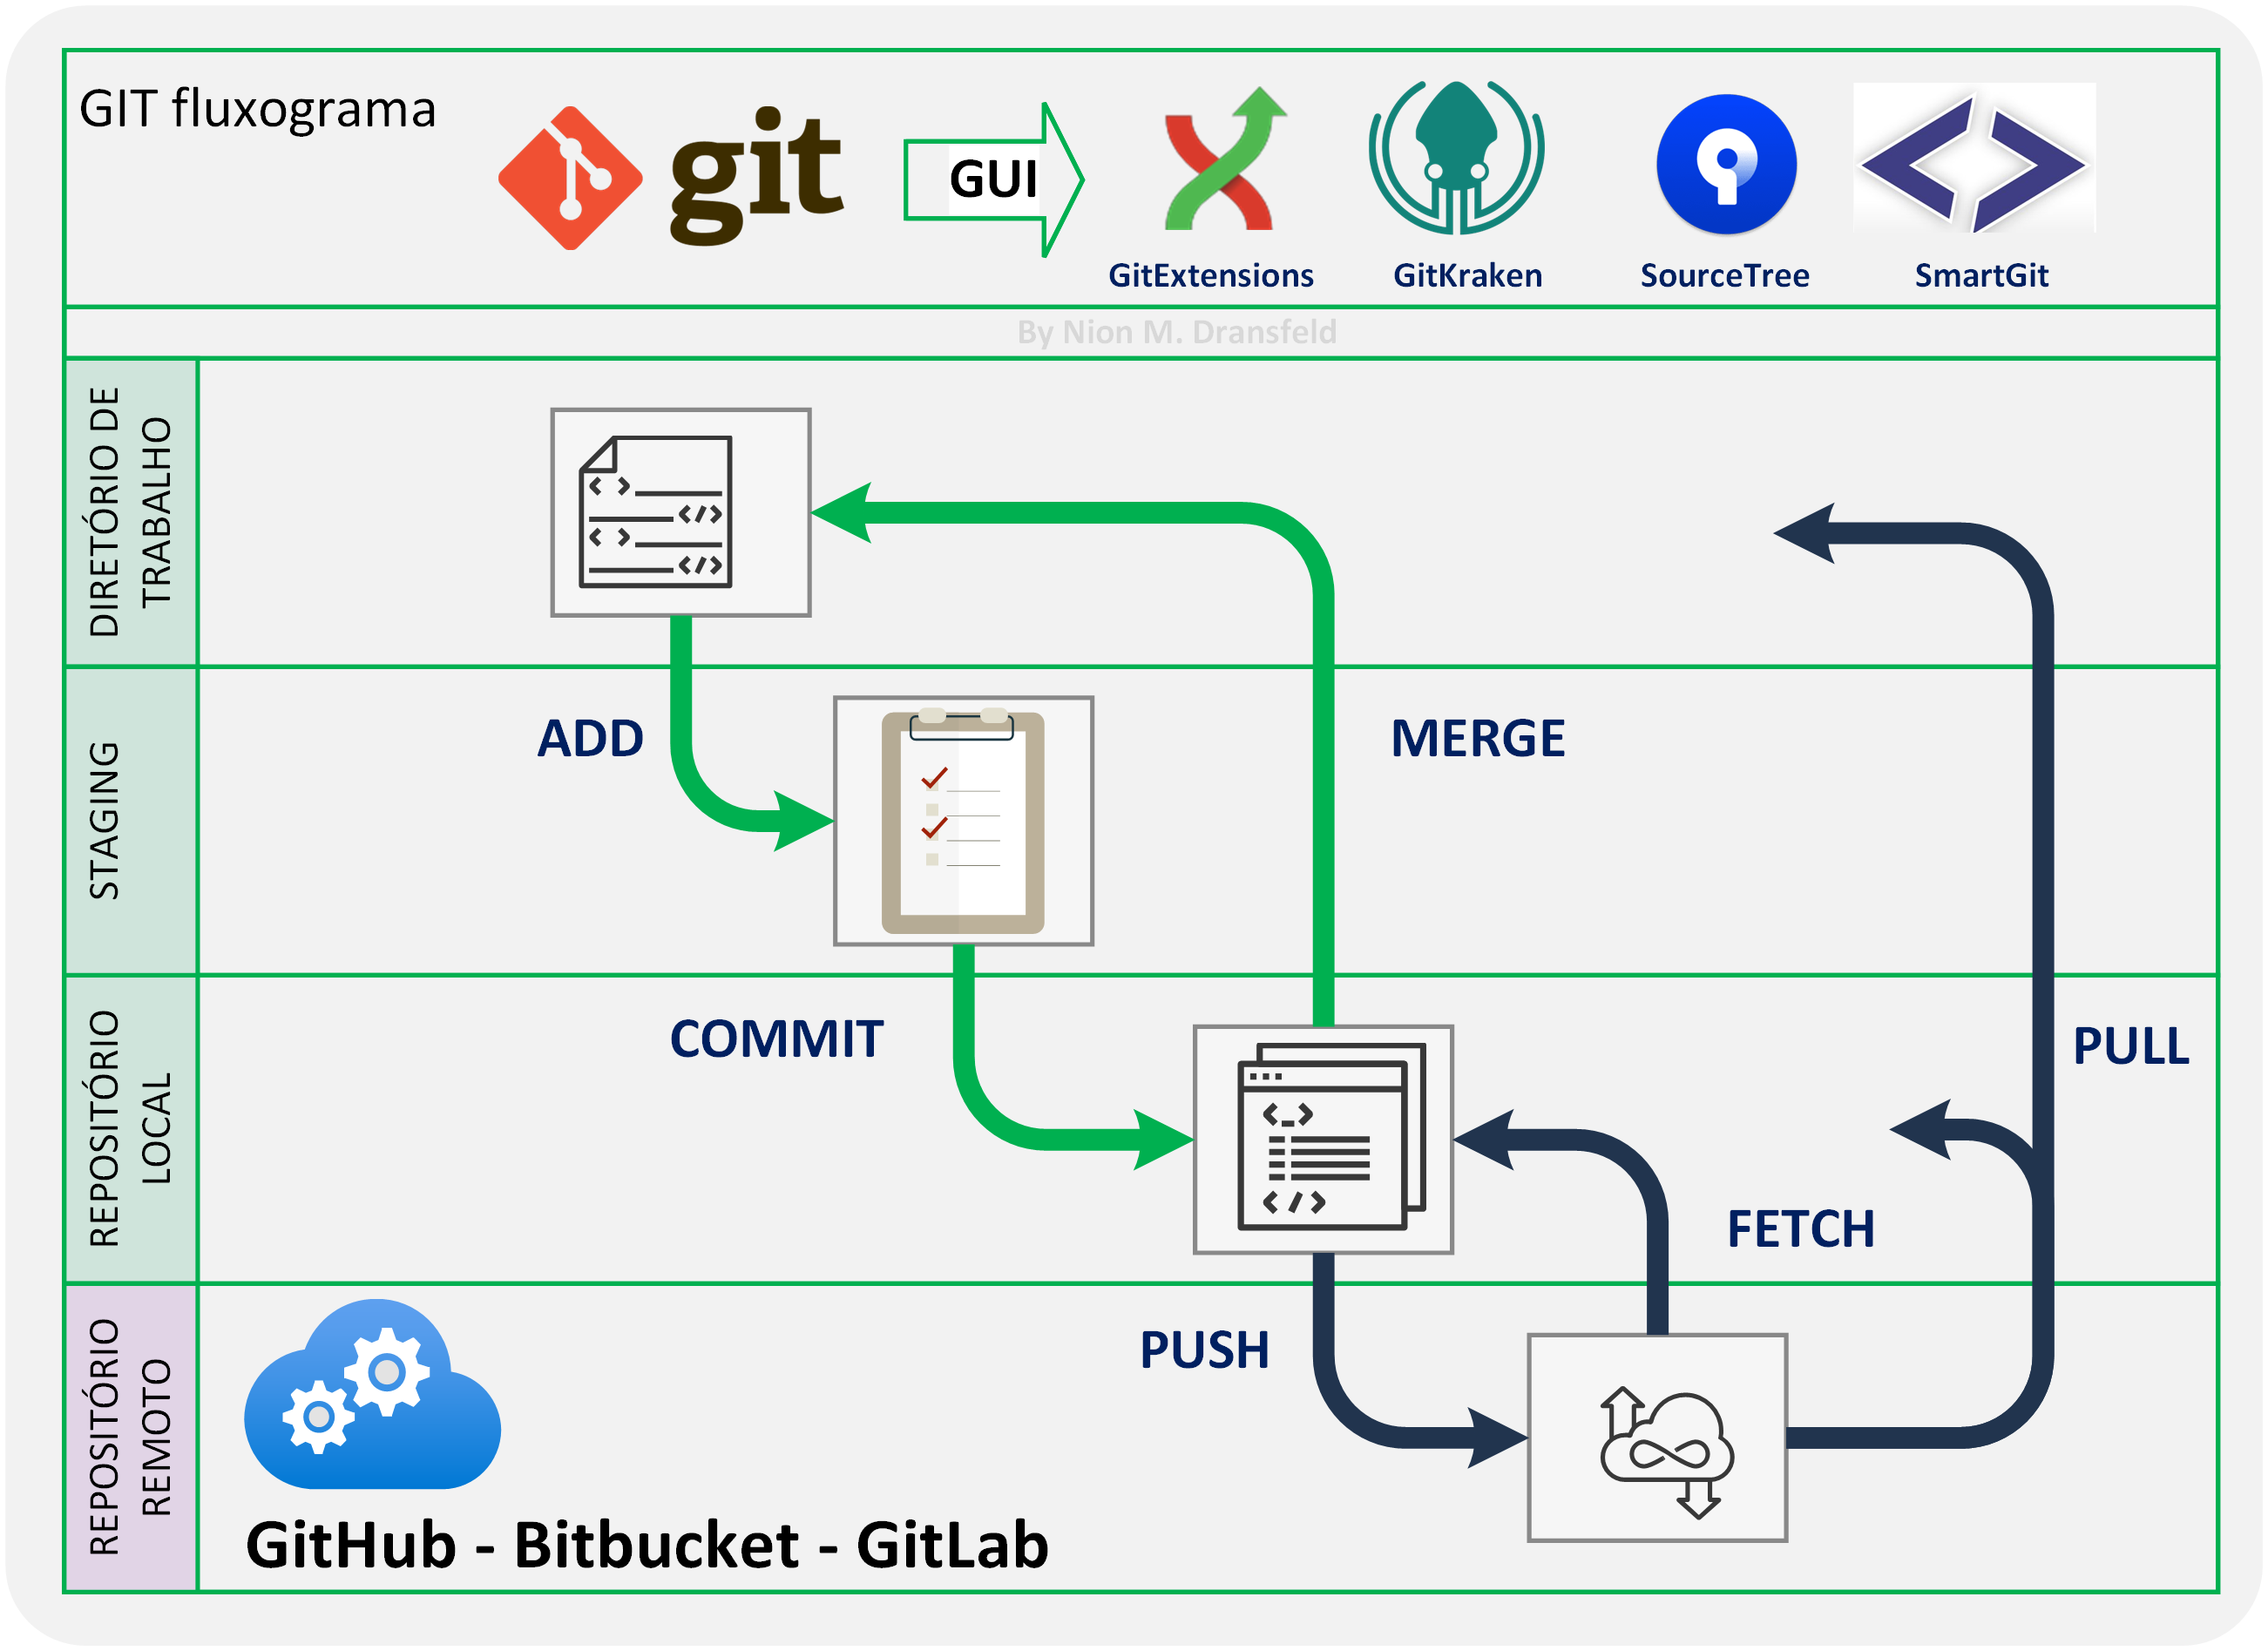 GIT fluxograma
git
GUI
GitExtensions
GitKraken
SourceTree
SmartGit
By Nion M. Dransfeld
DIRETÓRIO DE
TRABALHO
ADD
MERGE
STAGING
COMMIT
PULL
REPOSITÓRIO
LOCAL
FETCH
PUSH
REPOSITÓRIO
REMOTO
GitHub - Bitbucket - GitLab